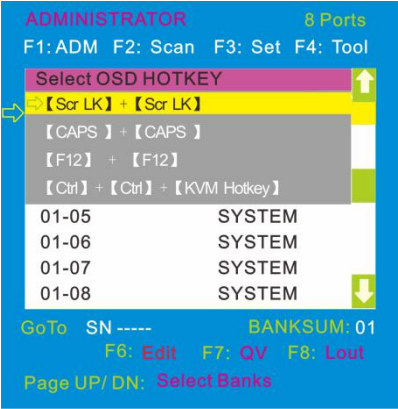 ADMINISTRATOR 8 Ports
F1: ADM F2: Scan F3: Set F4: Tool
Select OSD HOTKEY
【Scr LK】+【Scr LK】
【CAPS 】+【CAPS 】
【F12】 + 【F12】
【Ctrl】+【Ctrl】+【KVM Hotkey】
01-05 SYSTEM
01-06 SYSTEM
01-07 SYSTEM
01-08 SYSTEM
GoTo SN ----- BANKSUM: 01
F6: Edit F7: QV F8: Lout
Page UP/ DN: Select Banks